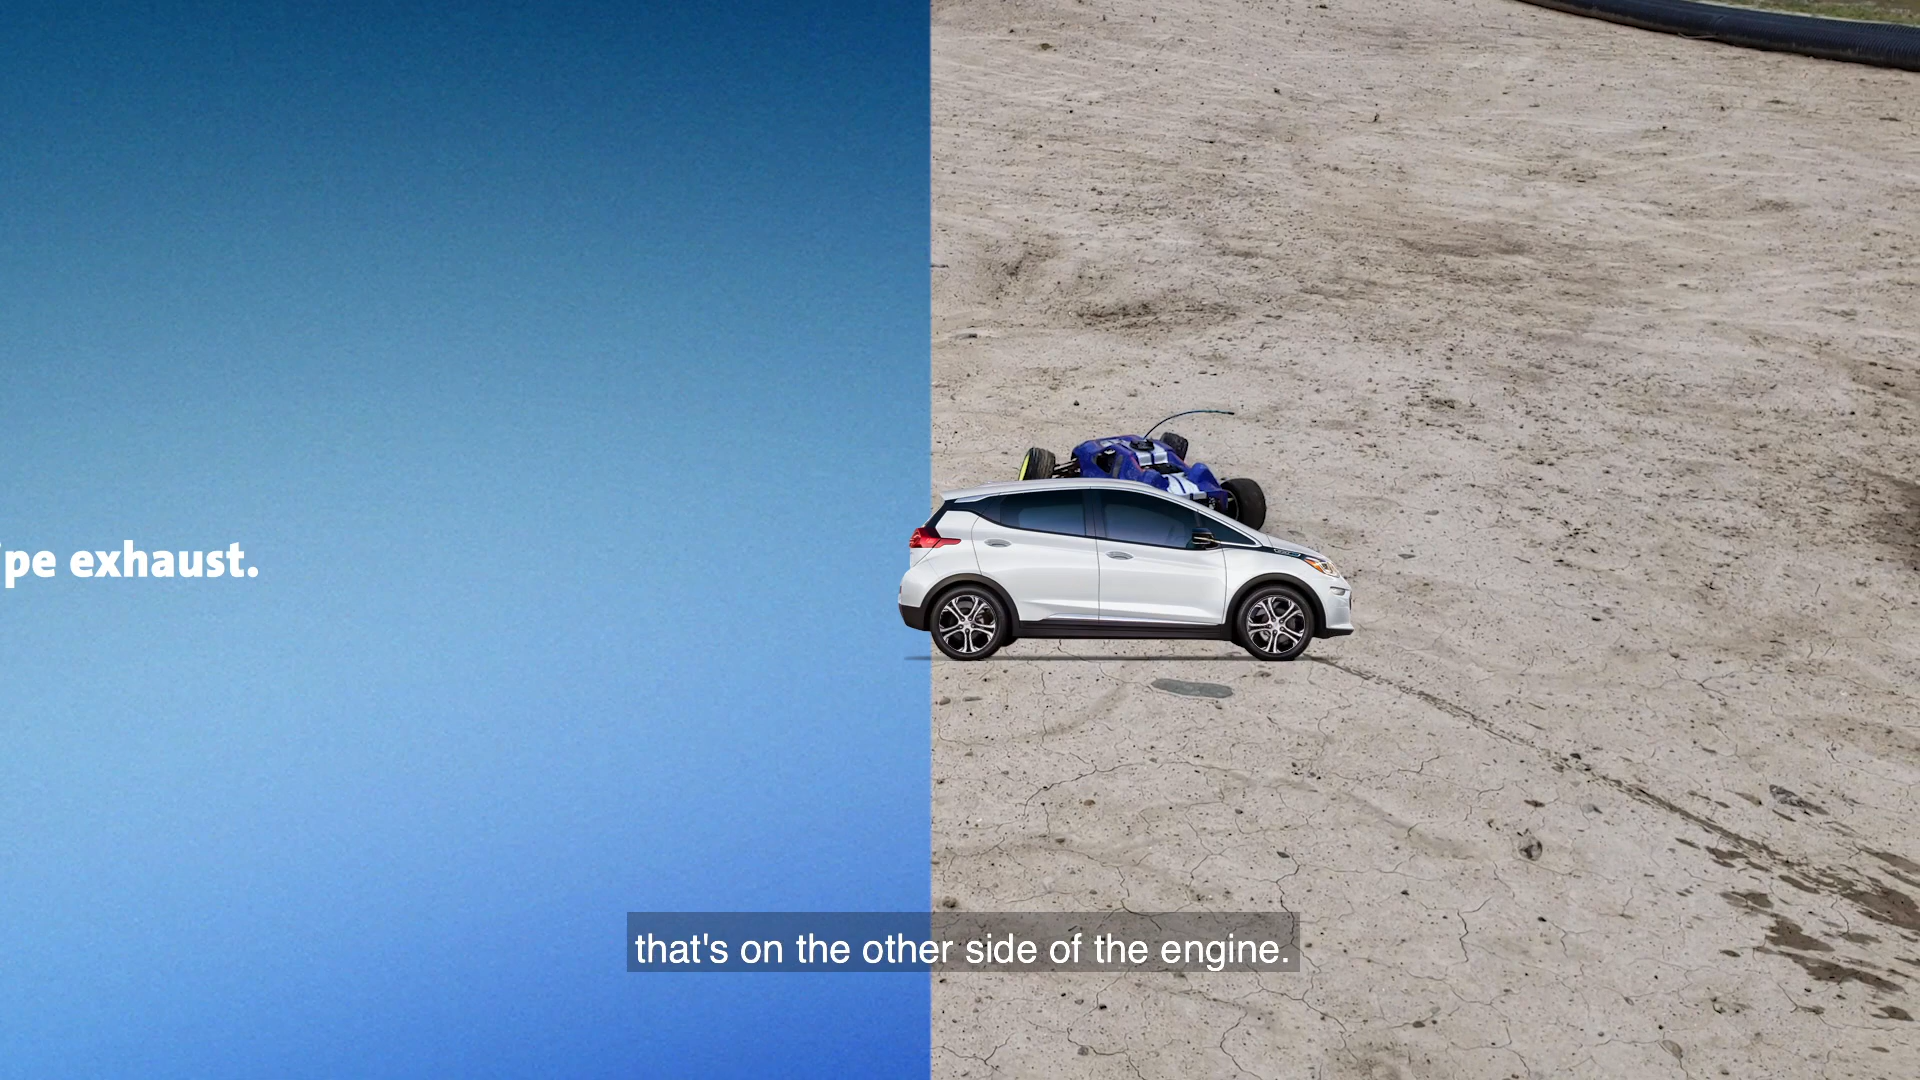 pe exhaust.
that's on the other side of the engine.